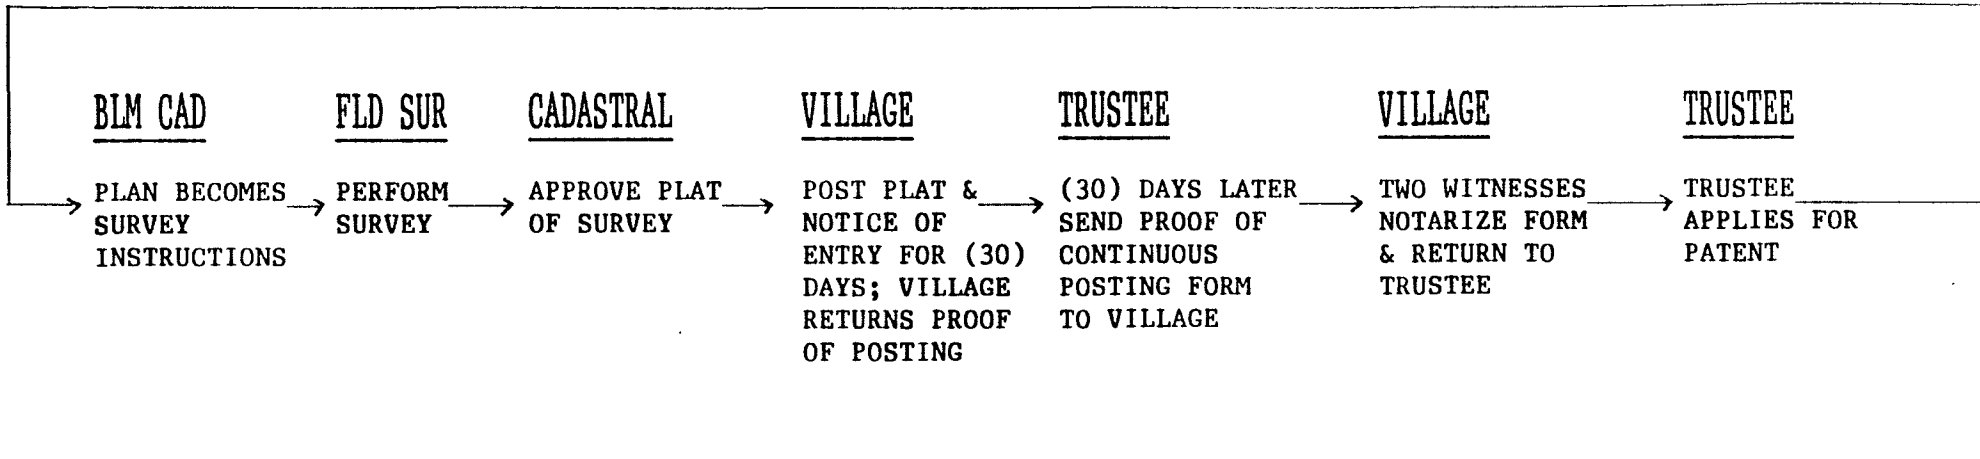 BLM CAD
PLAN BECOMES
SURVEY
INSTRUCTIONS
FLD SUR
PERFORM
SURVEY
CADASTRAL
APPROVE PLAT
OF SURVEY
VILLAGE
POST PLAT &
NOTICE OF
ENTRY FOR (30)
DAYS; VILLAGE
RETURNS PROOF
OF POSTING
TRUSTEE
(30) DAYS LATER
SEND PROOF OF
CONTINUOUS
POSTING FORM
TO VILLAGE
VILLAGE
TWO WITNESSES
NOTARIZE FORM
& RETURN TO
TRUSTEE
TRUSTEE
TRUSTEE
APPLIES FOR
PATENT